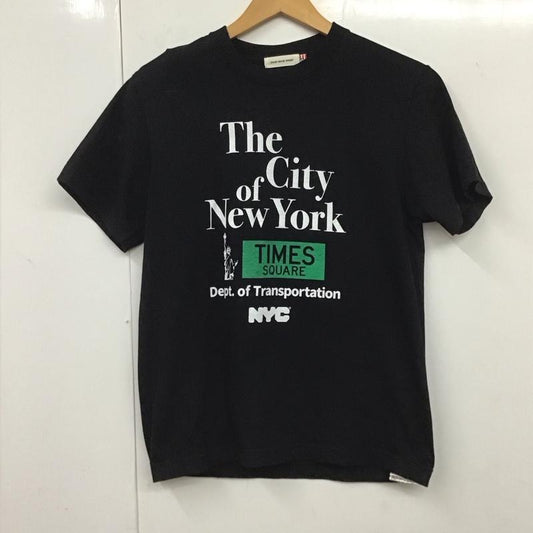 The
City
of
New York
TIMES
SQUARE
Dept. of Transportation
NYC